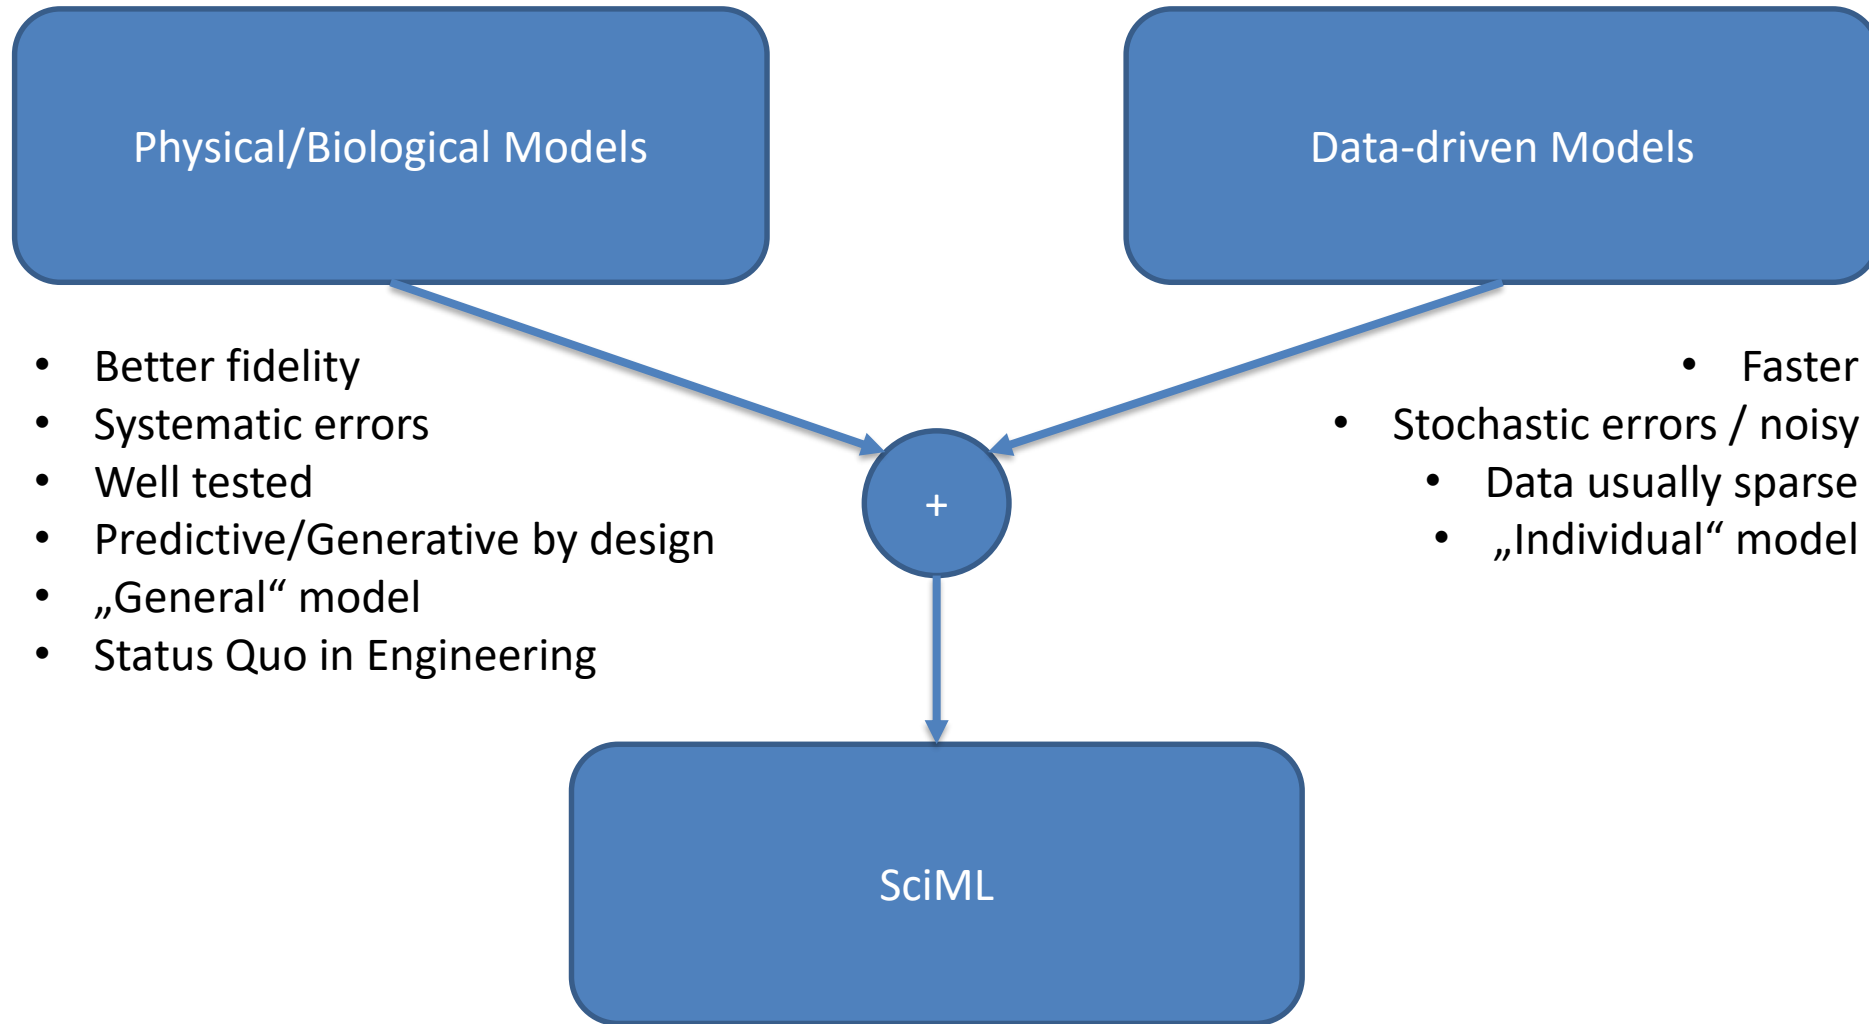 Physical/Biological Models
Data-driven Models
• Better fidelity
• Systematic errors
• Well tested
• Predictive/Generative by design
• „General“ model
• Status Quo in Engineering
• Faster
• Stochastic errors / noisy
• Data usually sparse
• „Individual“ model
+
SciML